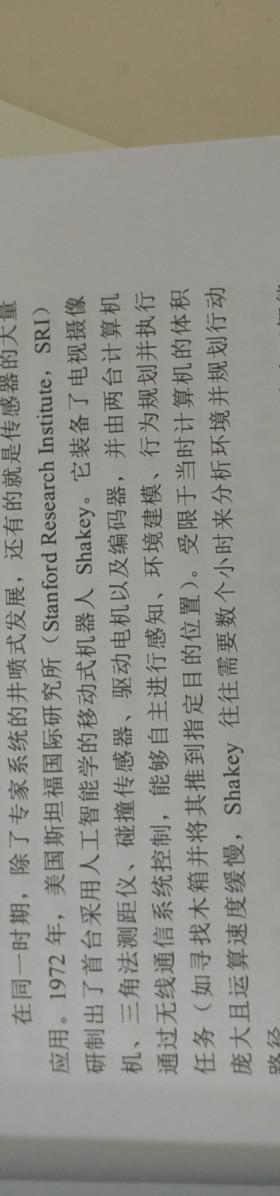 在同一时期，除了专家系统的井喷式发展，还有的就是传感器的大量
应用。1972 年，美国斯坦福国际研究所（Stanford Research Institute，SRI）
研制出了首台采用人工智能学的移动式机器人 Shakey。它装备了电视摄像
机、三角法测距仪、碰撞传感器、驱动电机以及编码器，并由两台计算机
通过无线通信系统控制，能够自主进行感知、环境建模、行为规划并执行
任务（如寻找木箱并将其推到指定目的位置）。受限于当时计算机的体积
庞大且运算速度缓慢，Shakey 往往需要数个小时来分析环境并规划行动
路径